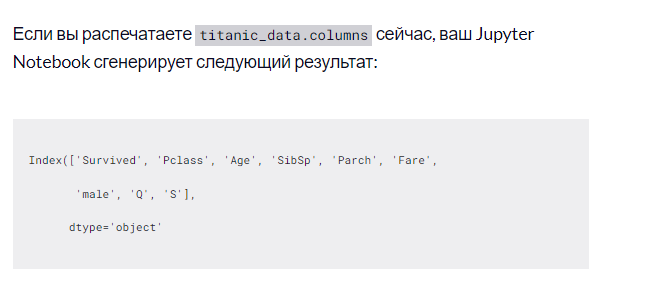 Если вы распечатаете titanic_data.columns сейчас, ваш Jupyter
Notebook сгенерирует следующий результат:
Index(['Survived', 'Pclass', 'Age', 'SibSp', 'Parch', 'Fare',
'male', 'Q', 'S'],
dtype='object'